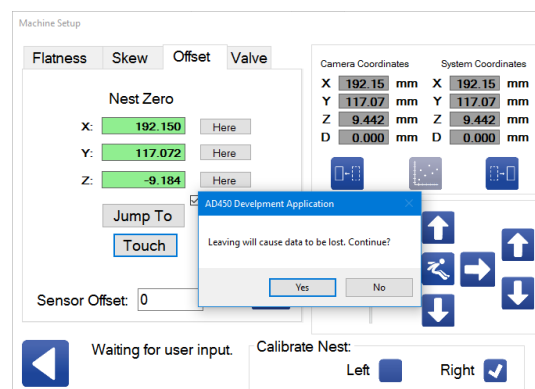 Machine Setup
Flatness Skew Offset Valve
Nest Zero
X: 192.150 Here
Y: 117.072 Here
Z: -9.184 Here
Jump To
Touch
Sensor Offset: 0
Camera Coordinates System Coordinates
X 192.15 mm X 192.15 mm
Y 117.07 mm Y 117.07 mm
Z 9.442 mm Z 9.442 mm
D 0.000 mm D 0.000 mm
AD450 Develpment Application
Leaving will cause data to be lost. Continue?
Yes No
Waiting for user input.
Calibrate Nest:
Left Right